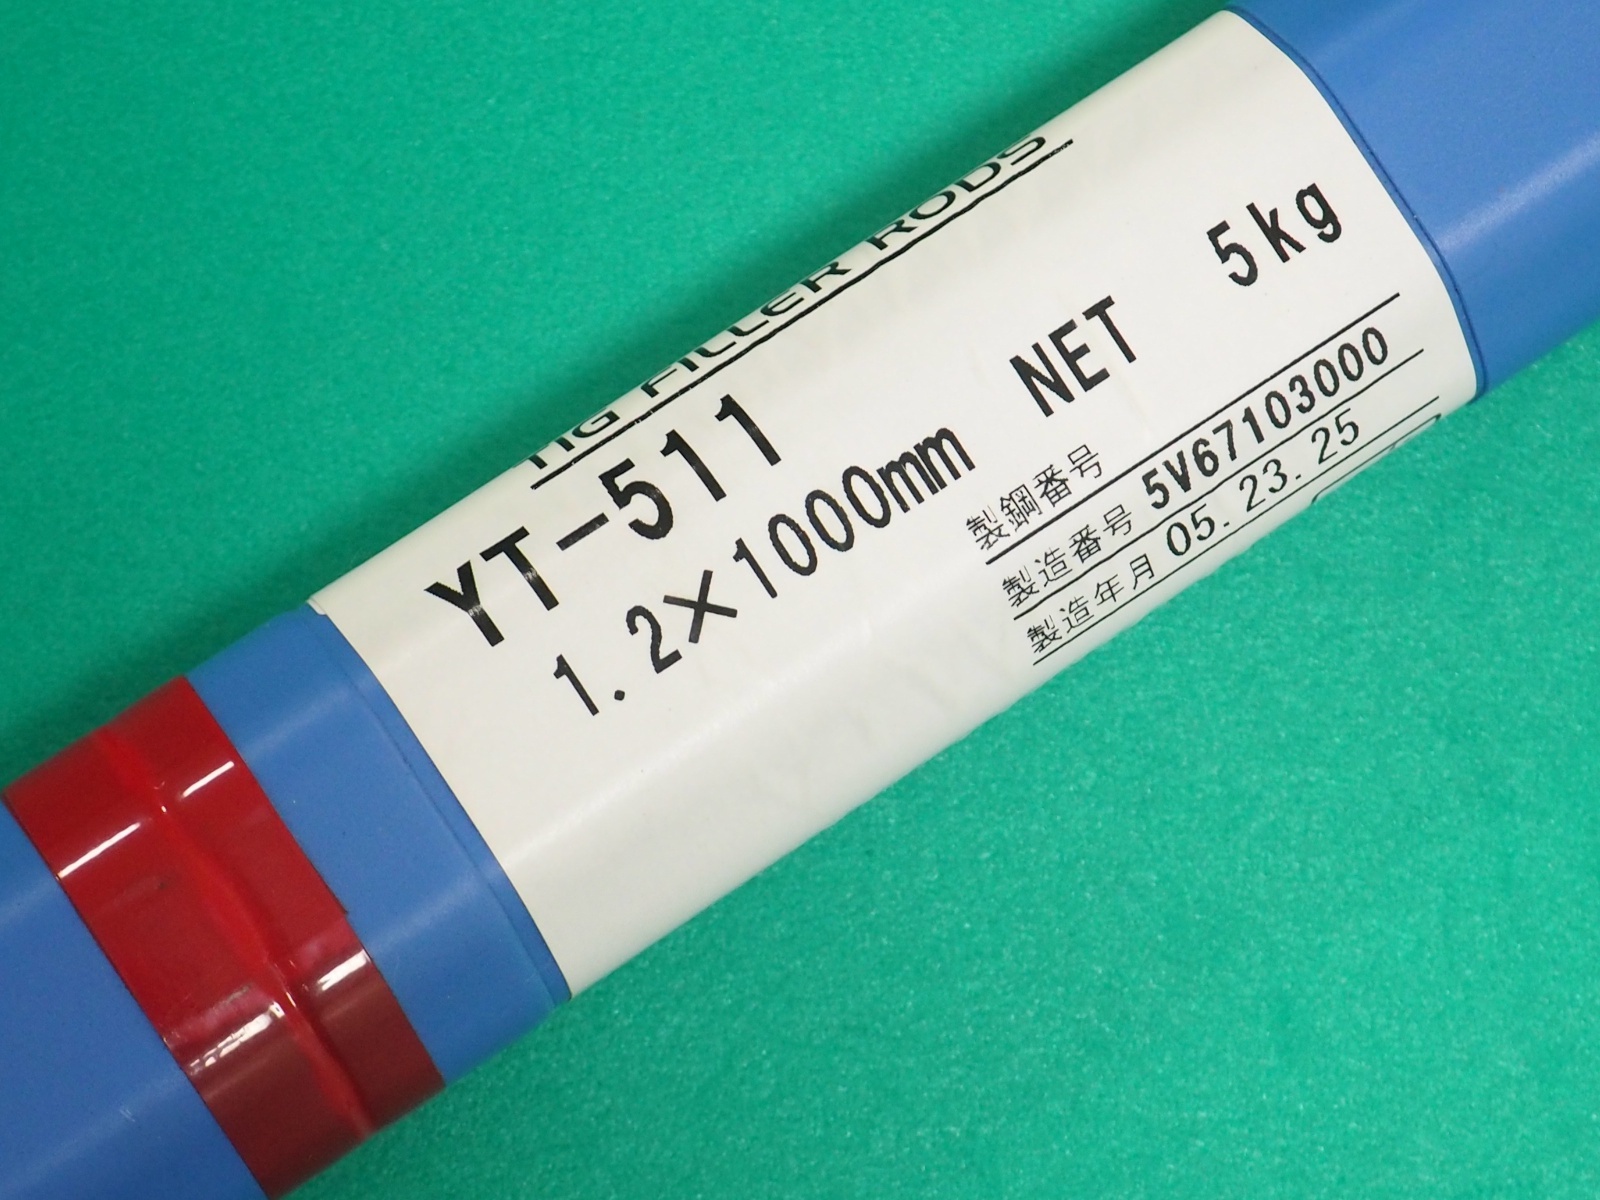 TIG FILLER RODS
YT-511
1.2×1000mm NET 5kg
製鋼番号
製造番号 5V67103000
製造年月 05.23.25